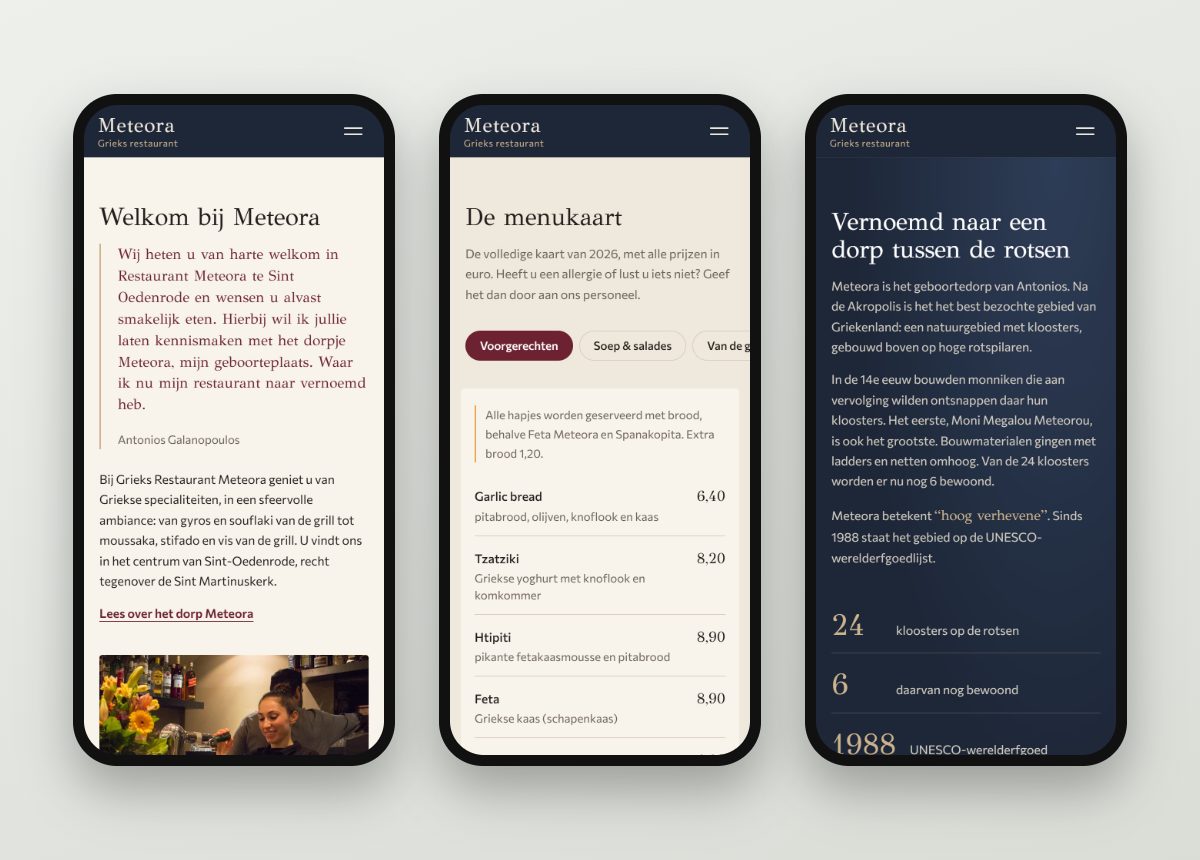 Meteora
Grieks restaurant
Welkom bij Meteora
Wij heten u van harte welkom in
Restaurant Meteora te Sint
Oedenrode en wensen u alvast
smakelijk eten. Hierbij wil ik jullie
laten kennismaken met het dorpje
Meteora, mijn geboorteplaats. Waar
ik nu mijn restaurant naar vernoemd
heb.
Antonios Galanopoulos
Bij Grieks Restaurant Meteora geniet u van
Griekse specialiteiten, in een sfeervolle
ambiance: van gyros en souflaki van de grill tot
moussaka, stifado en vis van de grill. U vindt ons
in het centrum van Sint-Oedenrode, recht
tegenover de Sint Martinuskerk.
Lees over het dorp Meteora
Meteora
Grieks restaurant
De menukaart
De volledige kaart van 2026, met alle prijzen in
euro. Heeft u een allergie of lust u iets niet? Geef
het dan door aan ons personeel.
Voorgerechten
Soep & salades
Van de g
Alle hapjes worden geserveerd met brood,
behalve Feta Meteora en Spanakopita. Extra
brood 1,20.
Garlic bread 6,40
pitabrood, olijven, knoflook en kaas
Tzatziki 8,20
Griekse yoghurt met knoflook en
komkommer
Htipiti 8,90
pikante fetakaasmousse en pitabrood
Feta 8,90
Griekse kaas (schapenkaas)
Meteora
Grieks restaurant
Vernoemd naar een
dorp tussen de rotsen
Meteora is het geboortedorp van Antonios. Na
de Akropolis is het het best bezochte gebied van
Griekenland: een natuurgebied met kloosters,
gebouwd boven op hoge rotspilaren.
In de 14e eeuw bouwden monniken die aan
vervolging wilden ontsnappen daar hun
kloosters. Het eerste, Moni Megalou Meteorou,
is ook het grootste. Bouwmaterialen gingen met
ladders en netten omhoog. Van de 24 kloosters
worden er nu nog 6 bewoond.
Meteora betekent “hoog verhevene”. Sinds
1988 staat het gebied op de UNESCO-
werelderfgoedlijst.
24 kloosters op de rotsen
6 daarvan nog bewoond
1988 UNESCO-werelderfgoed